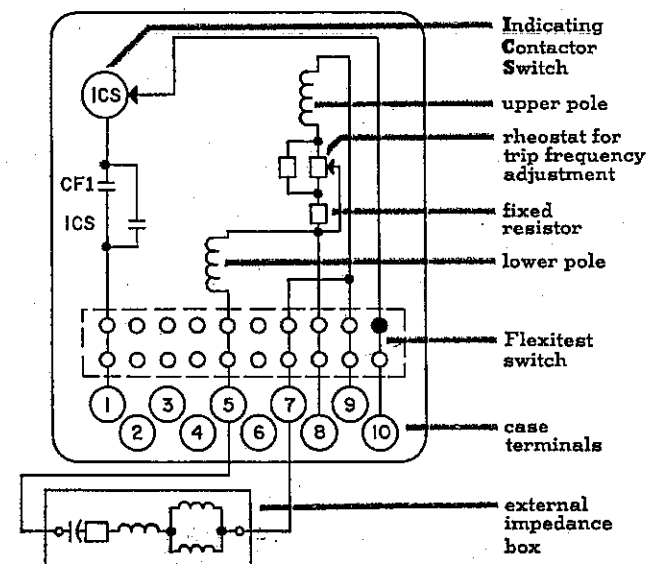 Indicating
Contactor
Switch
ICS
upper pole
rheostat for
trip frequency
adjustment
CF1
ICS
fixed
resistor
lower pole
Flexitest
switch
1
3
5
7
9
2
4
6
8
10
case
terminals
external
impedance
box